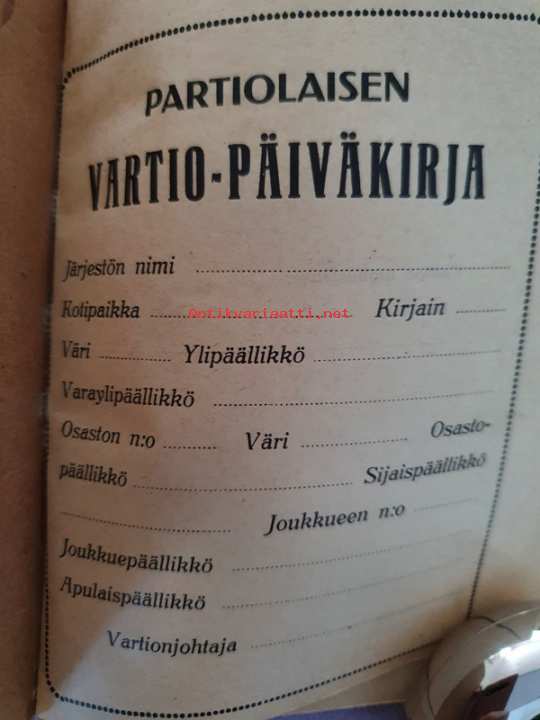 PARTIOLAISEN
VARTIO-PÄIVÄKIRJA
Järjestön nimi
Kotipaikka Antikvariaatti.net Kirjain
Väri Ylipäällikkö
Varaylipäällikkö
Osaston n:o Väri Osasto-
päällikkö Sijaispäällikkö
Joukkueen n:o
Joukkuepäällikkö
Apulaispäällikkö
Vartionjohtaja